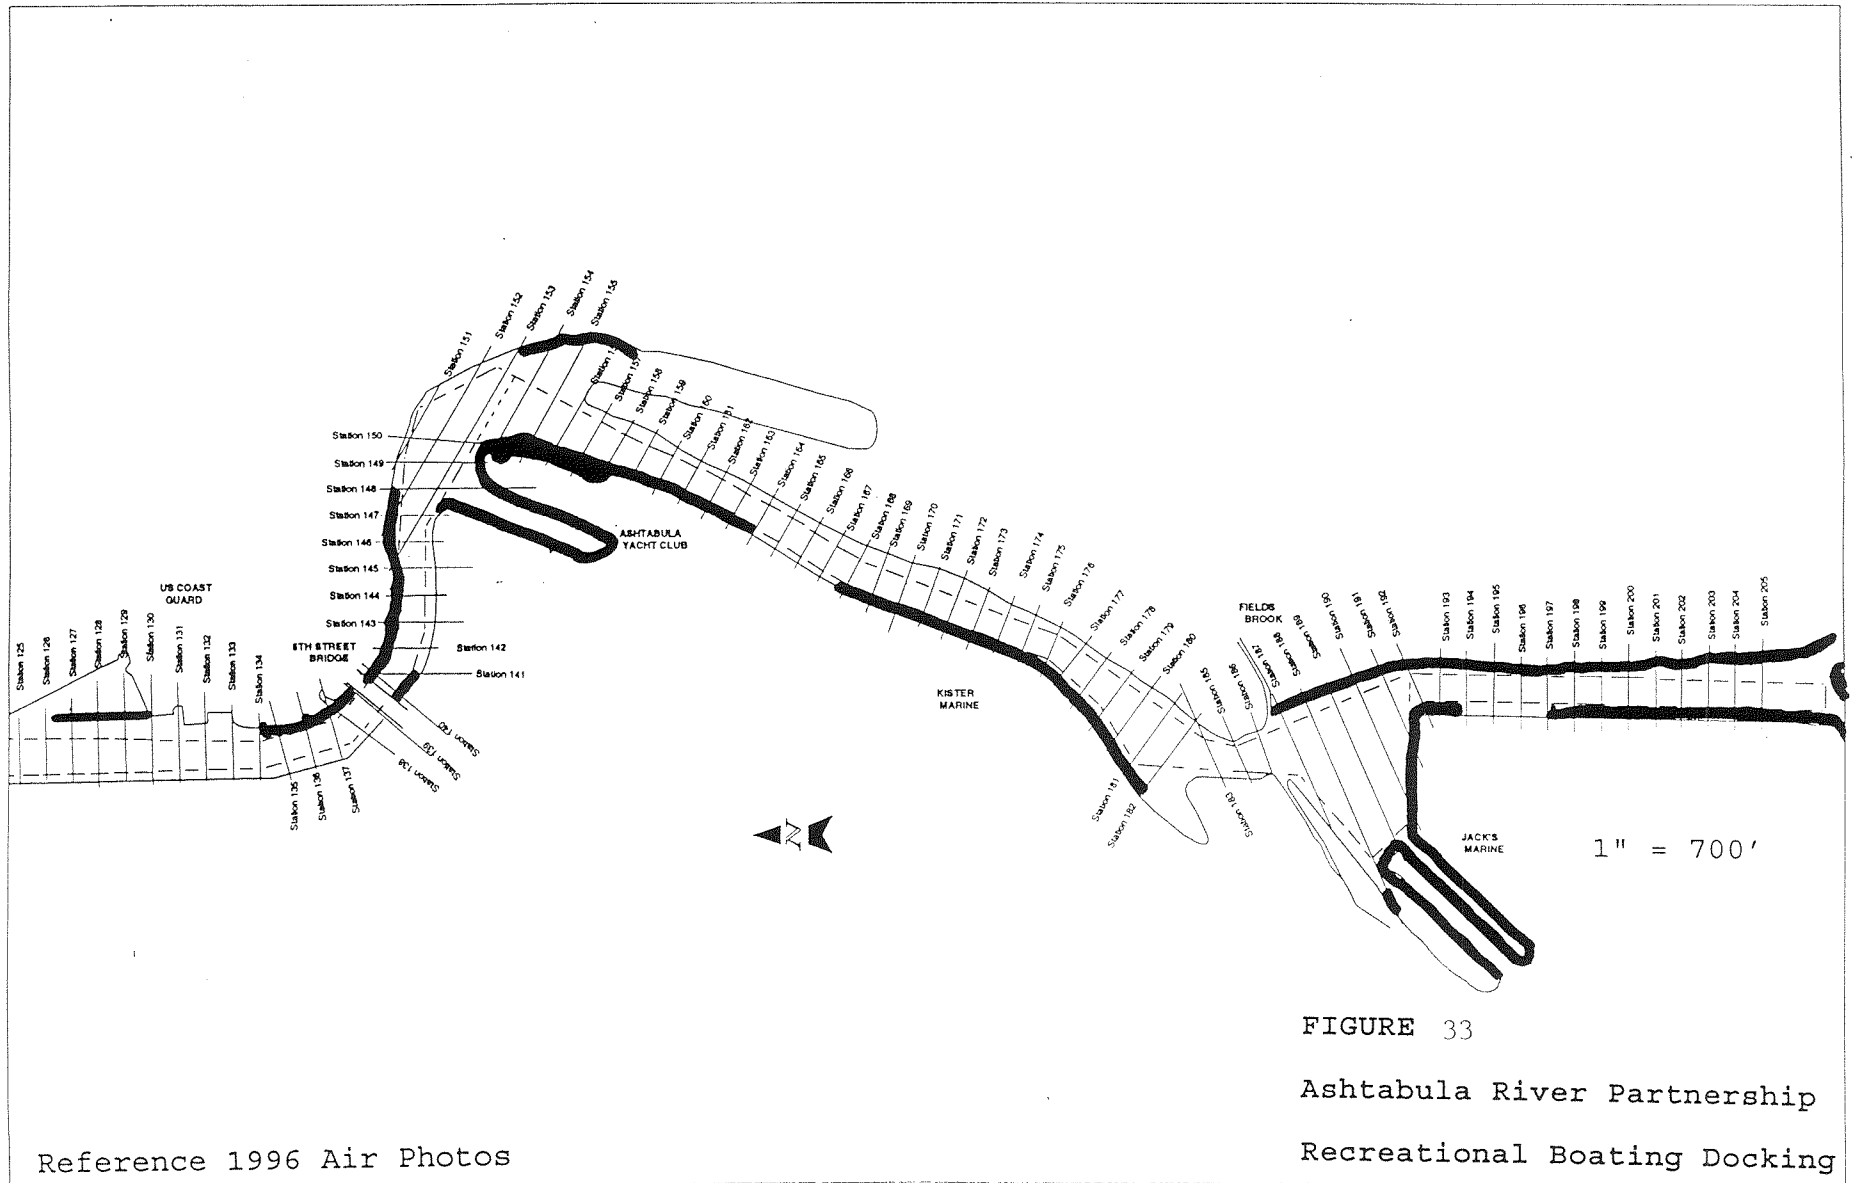 Station 125
Station 126
Station 127
Station 128
Station 129
Station 130
Station 131
Station 132
Station 133
Station 134
US COAST
GUARD
5TH STREET
BRIDGE
Station 135
Station 136
Station 137
Station 138
Station 139
Station 140
Station 141
Station 142
Station 143
Station 144
Station 145
Station 146
Station 147
Station 148
Station 149
Station 150
Station 151
Station 152
Station 153
Station 154
Station 155
Station 157
Station 158
Station 159
Station 160
Station 161
Station 162
Station 163
Station 164
Station 165
Station 166
Station 167
Station 168
Station 169
Station 170
Station 171
Station 172
Station 173
Station 174
Station 175
Station 176
Station 177
Station 178
Station 179
Station 180
ASHTABULA
YACHT CLUB
KISTER
MARINE
Station 181
Station 182
Station 183
Station 185
Station 186
Station 187
Station 188
Station 189
Station 190
Station 191
Station 192
FIELDS
BROOK
Station 193
Station 194
Station 195
Station 196
Station 197
Station 198
Station 199
Station 200
Station 201
Station 202
Station 203
Station 204
Station 205
N
JACK'S
MARINE
1" = 700'
FIGURE 33
Ashtabula River Partnership
Recreational Boating Docking
Reference 1996 Air Photos